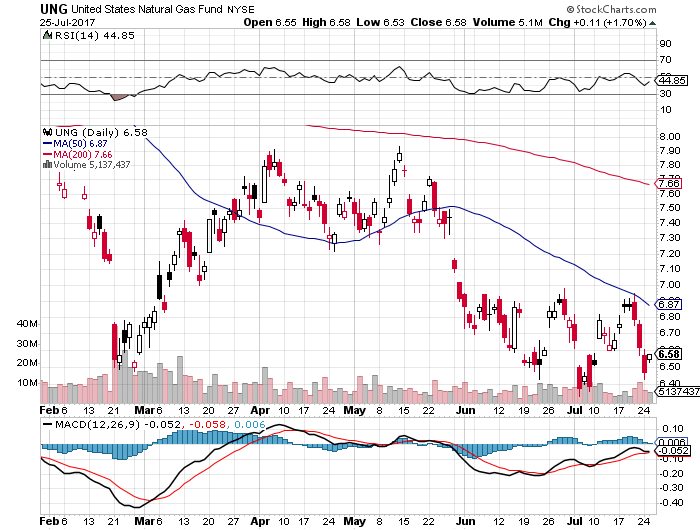 UNG United States Natural Gas Fund NYSE © StockCharts.com
25-Jul-2017 Open 6.55 High 6.58 Low 6.53 Close 6.58 Volume 5.1M Chg +0.11 (+1.70%)
RSI(14) 44.85
90
70
50
44.85
30
10
UNG (Daily) 6.58
MA(50) 6.87
MA(200) 7.66
Volume 5,137,437
8.00
7.90
7.80
7.66
7.60
7.50
7.40
7.30
7.20
7.10
7.00
6.90
6.87
6.80
6.70
6.58
6.50
6.40
5137437
40M
30M
20M
10M
Feb 6 13 21 Mar 6 13 20 27 Apr 10 17 24 May 8 15 22 Jun 12 19 26 Jul 10 17 24
MACD(12,26,9) -0.052, -0.058, 0.006
0.10
0.006
-0.052
-0.10
-0.20
-0.30
-0.40
Feb 6 13 21 Mar 6 13 20 27 Apr 10 17 24 May 8 15 22 Jun 12 19 26 Jul 10 17 24